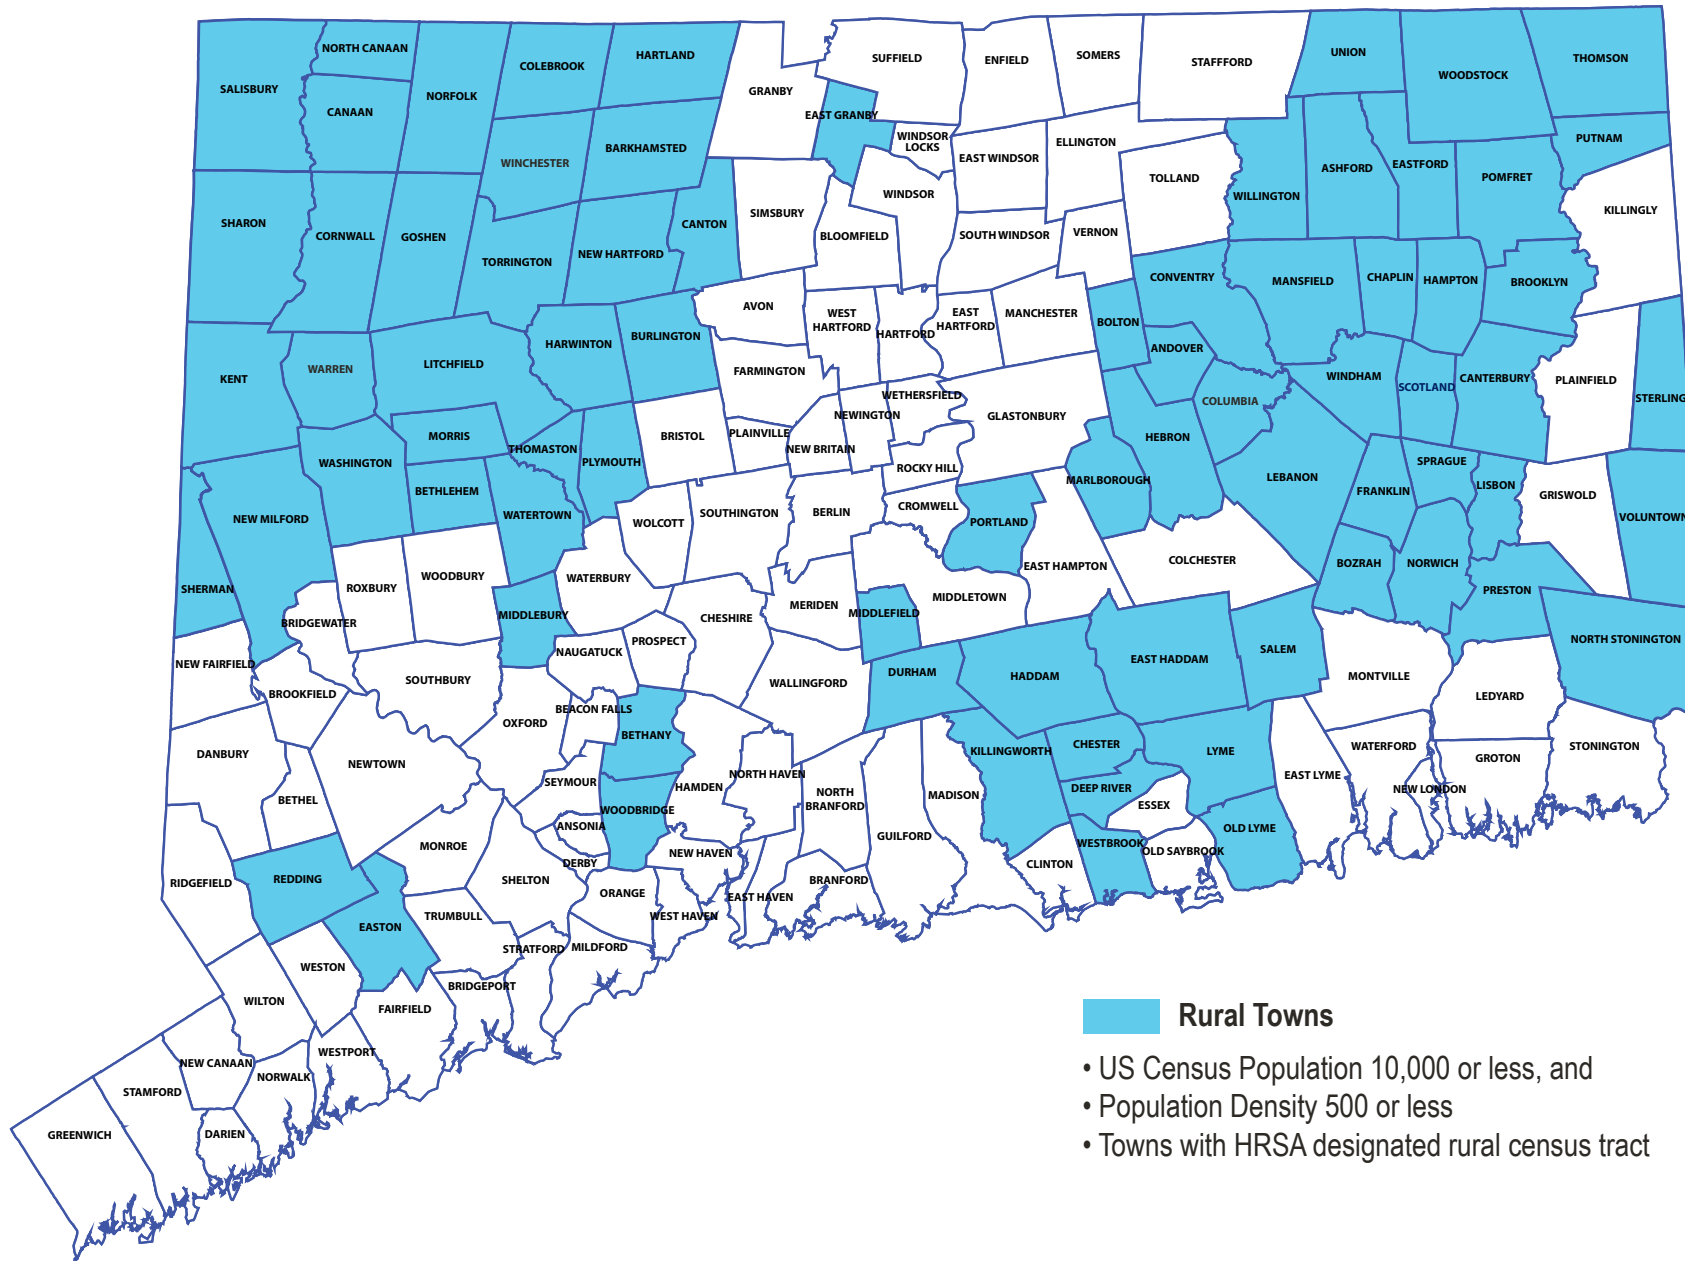 NORTH CANAAN
SALISBURY
CANAAN
NORFOLK
COLEBROOK
HARTLAND
GRANBY
SUFFIELD
ENFIELD
SOMERS
STAFFFORD
UNION
WOODSTOCK
THOMSON
EAST GRANBY
WINDSOR
LOCKS
EAST WINDSOR
ELLINGTON
TOLLAND
WILLINGTON
ASHFORD
EASTFORD
POMFRET
PUTNAM
KILLINGLY
WINCHESTER
BARKHAMSTED
SHARON
CORNWALL
GOSHEN
TORRINGTON
NEW HARTFORD
CANTON
SIMSBURY
BLOOMFIELD
WINDSOR
SOUTH WINDSOR
VERNON
CONVENTRY
MANSFIELD
CHAPLIN
HAMPTON
BROOKLYN
AVON
WEST
HARTFORD
HARTFORD
EAST
HARTFORD
MANCHESTER
BOLTON
ANDOVER
KENT
WARREN
LITCHFIELD
HARWINTON
BURLINGTON
FARMINGTON
WETHERSFIELD
NEWINGTON
GLASTONBURY
COLUMBIA
WINDHAM
SCOTLAND
CANTERBURY
PLAINFIELD
STERLING
WASHINGTON
MORRIS
THOMASTON
PLYMOUTH
BRISTOL
PLAINVILLE
NEW BRITAIN
ROCKY HILL
HEBRON
MARLBOROUGH
LEBANON
SPRAGUE
FRANKLIN
LISBON
GRISWOLD
VOLUNTOWN
NEW MILFORD
BETHLEHEM
WATERTOWN
WOLCOTT
SOUTHINGTON
BERLIN
CROMWELL
PORTLAND
EAST HAMPTON
COLCHESTER
BOZRAH
NORWICH
PRESTON
SHERMAN
BRIDGEWATER
ROXBURY
WOODBURY
MIDDLEBURY
WATERBURY
CHESHIRE
MERIDEN
MIDDLEFIELD
MIDDLETOWN
NORTH STONINGTON
NEW FAIRFIELD
BROOKFIELD
SOUTHBURY
NAUGATUCK
PROSPECT
WALLINGFORD
DURHAM
HADDAM
EAST HADDAM
SALEM
MONTVILLE
LEDYARD
DANBURY
NEWTOWN
OXFORD
BEACON FALLS
BETHANY
KILLINGWORTH
CHESTER
LYME
WATERFORD
GROTON
STONINGTON
BETHEL
SEYMOUR
WOODBRIDGE
HAMDEN
NORTH HAVEN
NORTH
BRANFORD
MADISON
DEEP RIVER
ESSEX
EAST LYME
NEW LONDON
RIDGEFIELD
REDDING
MONROE
ANSONIA
DERBY
SHELTON
NEW HAVEN
GUILFORD
CLINTON
WESTBROOK
OLD SAYBROOK
OLD LYME
EASTON
TRUMBULL
ORANGE
WEST HAVEN
EAST HAVEN
BRANFORD
WESTON
STRATFORD
MILDFORD
WILTON
FAIRFIELD
BRIDGEPORT
NEW CANAAN
WESTPORT
NORWALK
STAMFORD
GREENWICH
DARIEN
Rural Towns
• US Census Population 10,000 or less, and
• Population Density 500 or less
• Towns with HRSA designated rural census tract